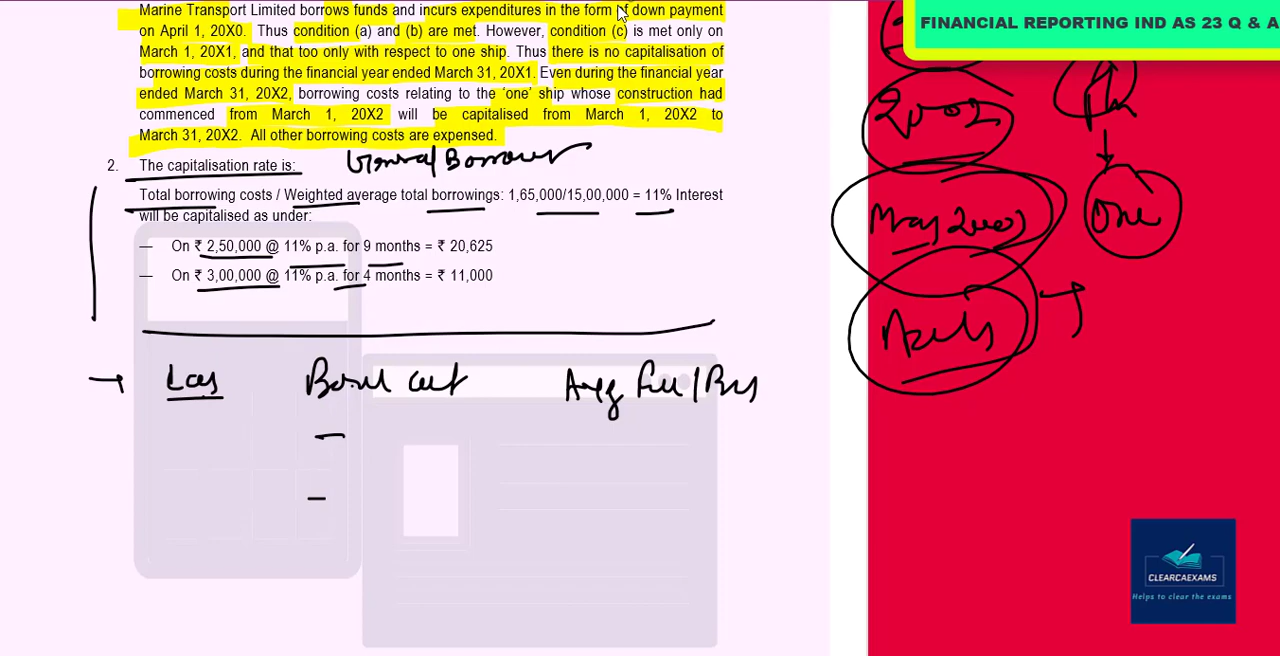 Marine Transport Limited borrows funds and incurs expenditures in the form of down payment
on April 1, 20X0. Thus condition (a) and (b) are met. However, condition (c) is met only on
March 1, 20X1, and that too only with respect to one ship. Thus there is no capitalisation of
borrowing costs during the financial year ended March 31, 20X1. Even during the financial year
ended March 31, 20X2, borrowing costs relating to the 'one' ship whose construction had
commenced from March 1, 20X2 will be capitalised from March 1, 20X2 to
March 31, 20X2. All other borrowing costs are expensed.
2. The capitalisation rate is:
Total borrowing costs / Weighted average total borrowings: 1,65,000/15,00,000 = 11% Interest
will be capitalised as under:
— On ₹ 2,50,000 @ 11% p.a. for 9 months = ₹ 20,625
— On ₹ 3,00,000 @ 11% p.a. for 4 months = ₹ 11,000
FINANCIAL REPORTING IND AS 23 Q & A
One
CLEARCAEXAMS
Helps to clear the exams